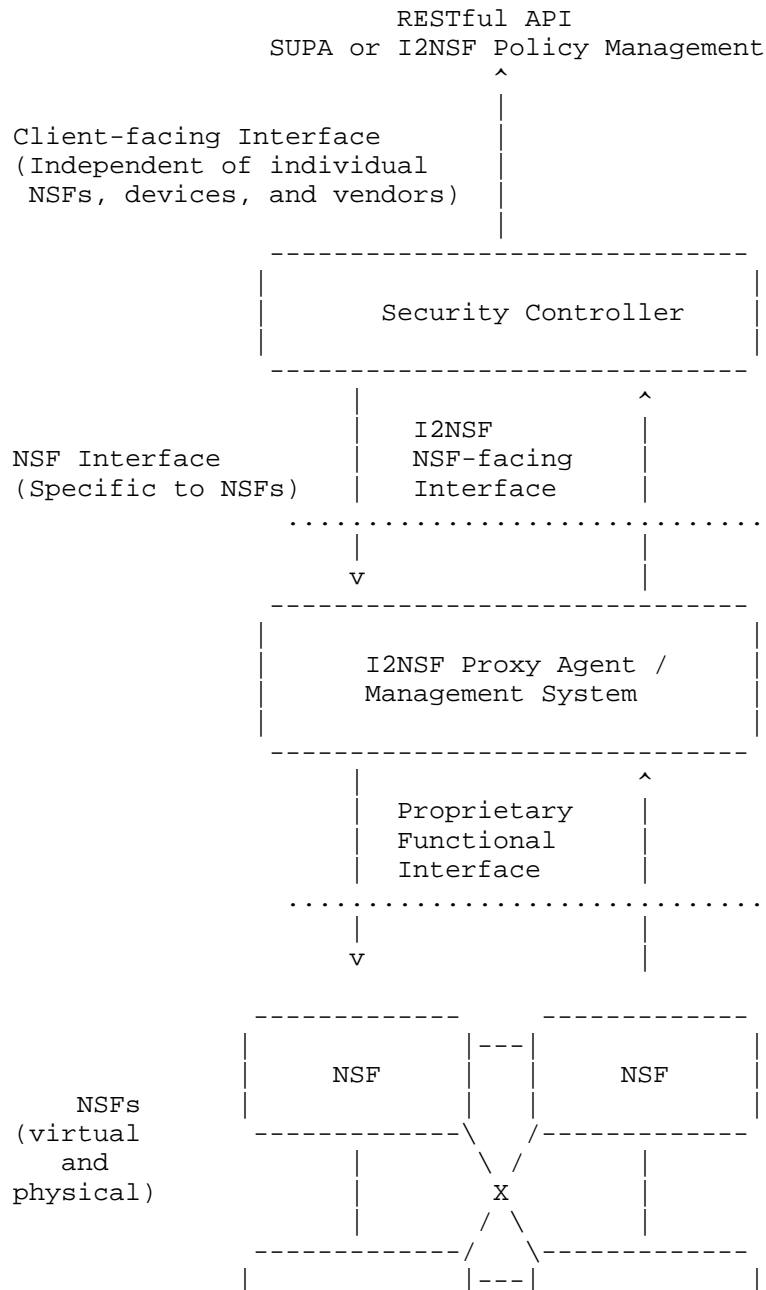 RESTful API
SUPA or I2NSF Policy Management
Client-facing Interface
(Independent of individual
NSFs, devices, and vendors)
Security Controller
I2NSF
NSF Interface
NSF-facing
(Specific to NSFs)
Interface
I2NSF Proxy Agent /
Management System
Proprietary
Functional
Interface
NSF
NSF
NSFs
(virtual
and
physical)
X